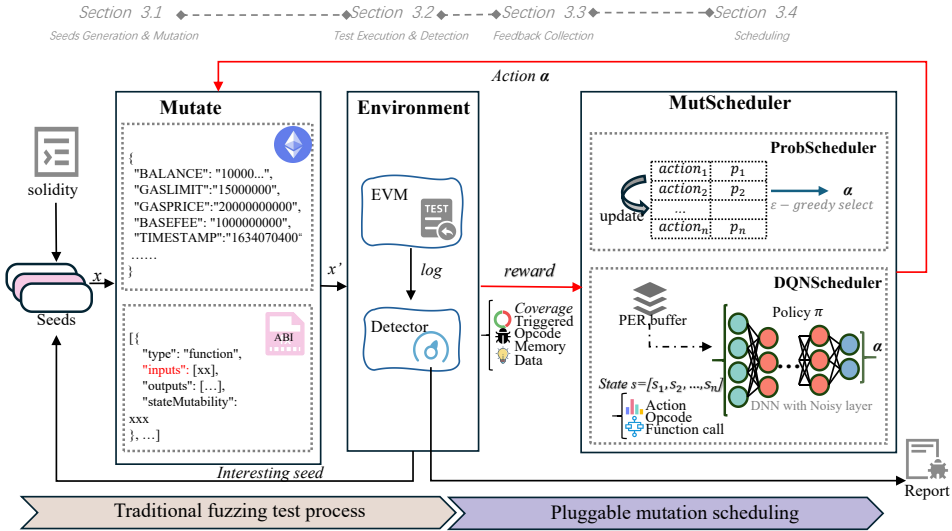 Section 3.1
Section 3.2
Section 3.3
Section 3.4
Seeds Generation & Mutation
Test Execution & Detection
Feedback Collection
Scheduling
Action α
Mutate
Environment
MutScheduler
solidity
{
"BALANCE": "10000...",
"GASLIMIT":"15000000",
"GASPRICE":"20000000000",
"BASEFEE": "1000000000",
"TIMESTAMP":"1634070400"
……
}
EVM
TEST
ProbScheduler
action1 p1
action2 p2
...
actionn pn
update
α
ε − greedy select
x
x’
log
reward
Seeds
[{
"type": "function",
"inputs": [xx],
"outputs": […],
"stateMutability":
xxx
}, …]
ABI
Detector
Coverage
Triggered
Opcode
Memory
Data
DQNScheduler
PER buffer
Policy π
α
State s=[s1, s2, …, sn]
Action
Opcode
Function call
DNN with Noisy layer
Interesting seed
Report
Traditional fuzzing test process
Pluggable mutation scheduling